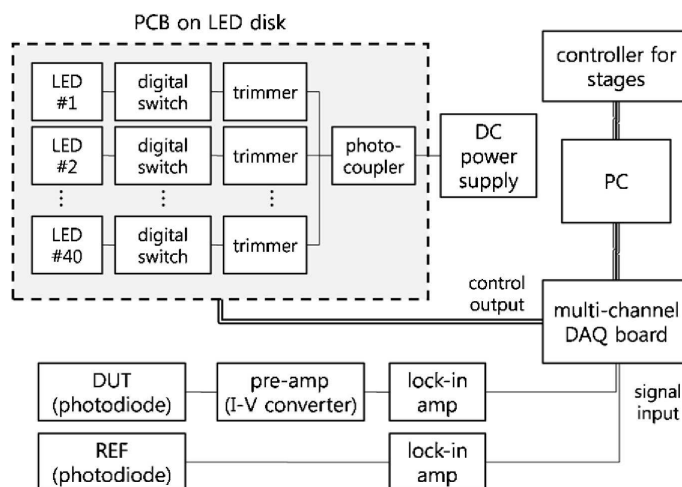 PCB on LED disk
LED
#1
digital
switch
trimmer
LED
#2
digital
switch
trimmer
⋮
⋮
⋮
LED
#40
digital
switch
trimmer
photo-
coupler
DC
power
supply
controller for
stages
PC
control
output
multi-channel
DAQ board
signal
input
DUT
(photodiode)
pre-amp
(I-V converter)
lock-in
amp
REF
(photodiode)
lock-in
amp